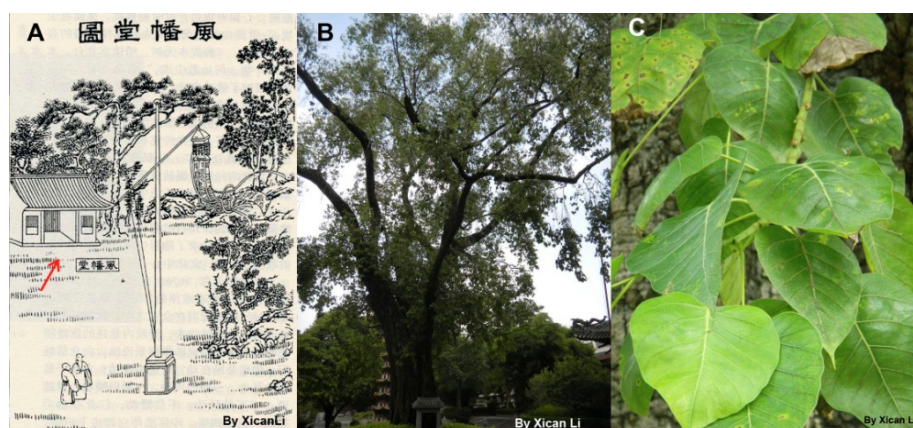 A
風幡堂圖
風幡堂
By XicanLi
B
By Xican Li
C
By Xican L